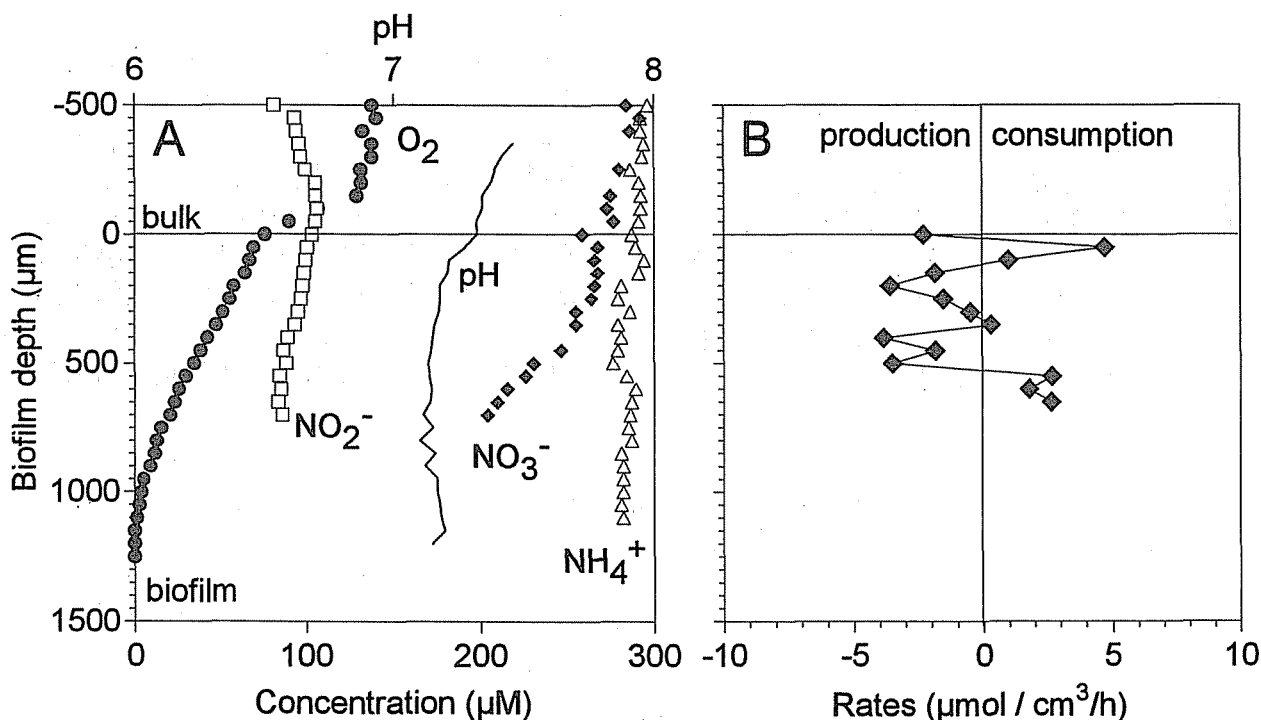 pH
6 7 8
-500
A
O2
bulk
0
pH
500
NO2-
NO3-
1000
NH4+
biofilm
1500
0 100 200 300
Biofilm depth (µm)
Concentration (µM)
B
production consumption
-10 -5 0 5 10
Rates (µmol / cm³/h)